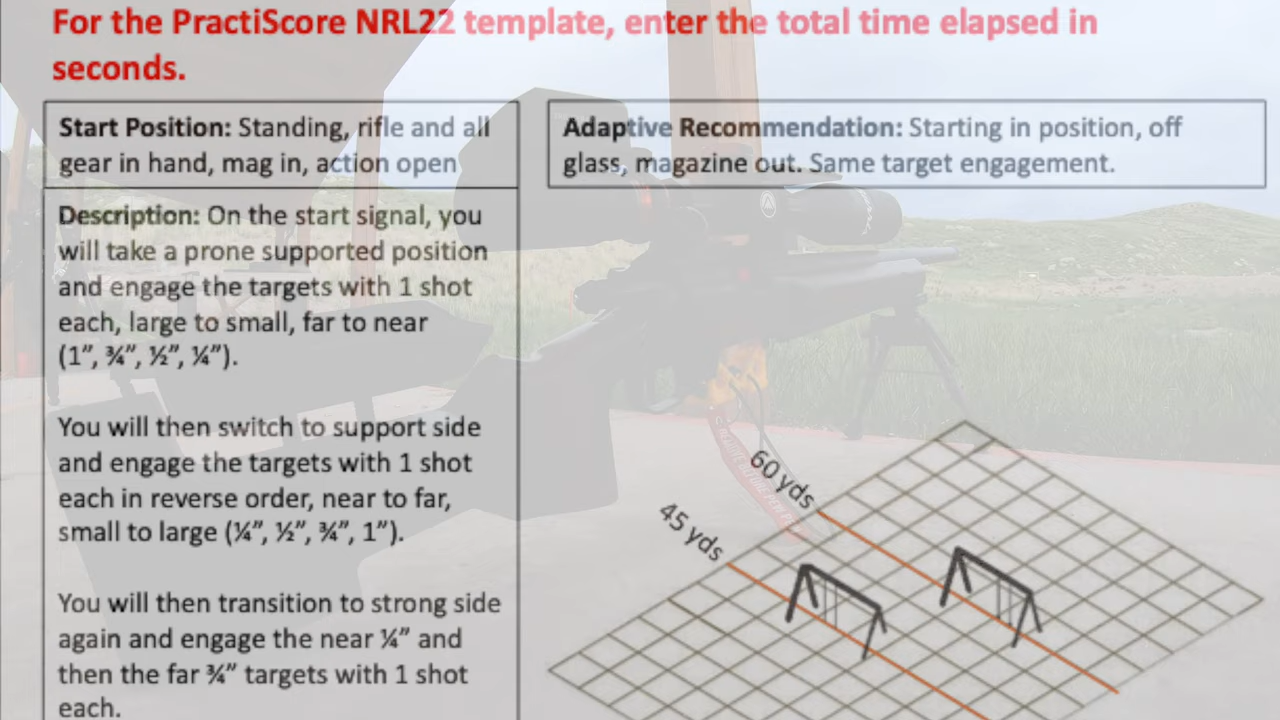 For the PractiScore NRL22 template, enter the total time elapsed in
seconds.
Start Position: Standing, rifle and all
gear in hand, mag in, action open
Adaptive Recommendation: Starting in position, off
glass, magazine out. Same target engagement.
Description: On the start signal, you
will take a prone supported position
and engage the targets with 1 shot
each, large to small, far to near
(1”, ¾”, ½”, ¼”).
You will then switch to support side
and engage the targets with 1 shot
each in reverse order, near to far,
small to large (¼”, ½”, ¾”, 1”).
You will then transition to strong side
again and engage the near ¼” and
then the far ¾” targets with 1 shot
each.
60 yds
45 yds